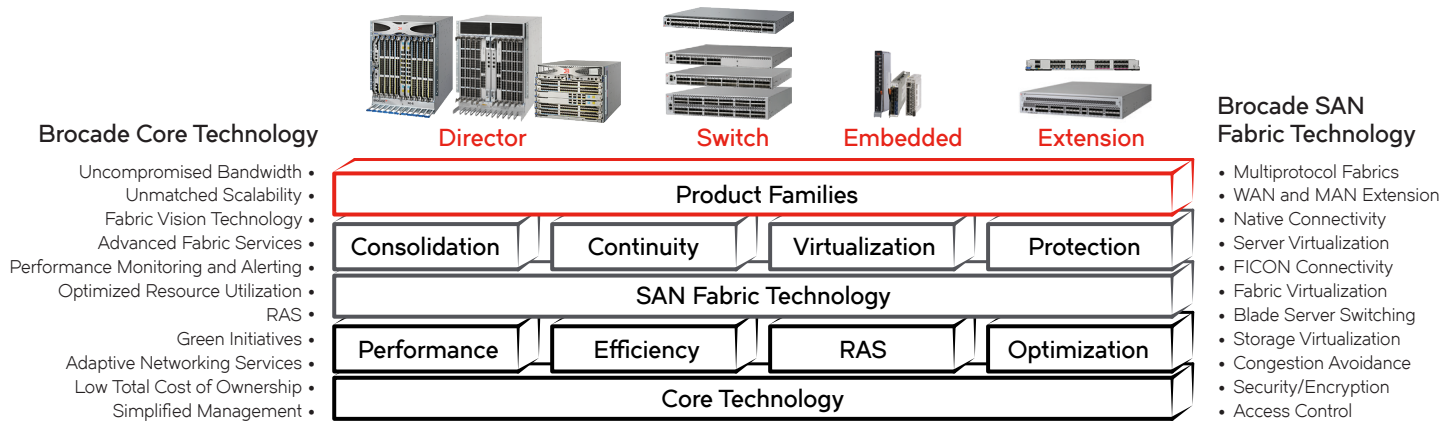 Director
Switch
Embedded
Extension
Brocade Core Technology
Uncompromised Bandwidth •
Unmatched Scalability •
Fabric Vision Technology •
Advanced Fabric Services •
Performance Monitoring and Alerting •
Optimized Resource Utilization •
RAS •
Green Initiatives •
Adaptive Networking Services •
Low Total Cost of Ownership •
Simplified Management •
Product Families
Consolidation
Continuity
Virtualization
Protection
SAN Fabric Technology
Performance
Efficiency
RAS
Optimization
Core Technology
Brocade SAN
Fabric Technology
• Multiprotocol Fabrics
• WAN and MAN Extension
• Native Connectivity
• Server Virtualization
• FICON Connectivity
• Fabric Virtualization
• Blade Server Switching
• Storage Virtualization
• Congestion Avoidance
• Security/Encryption
• Access Control